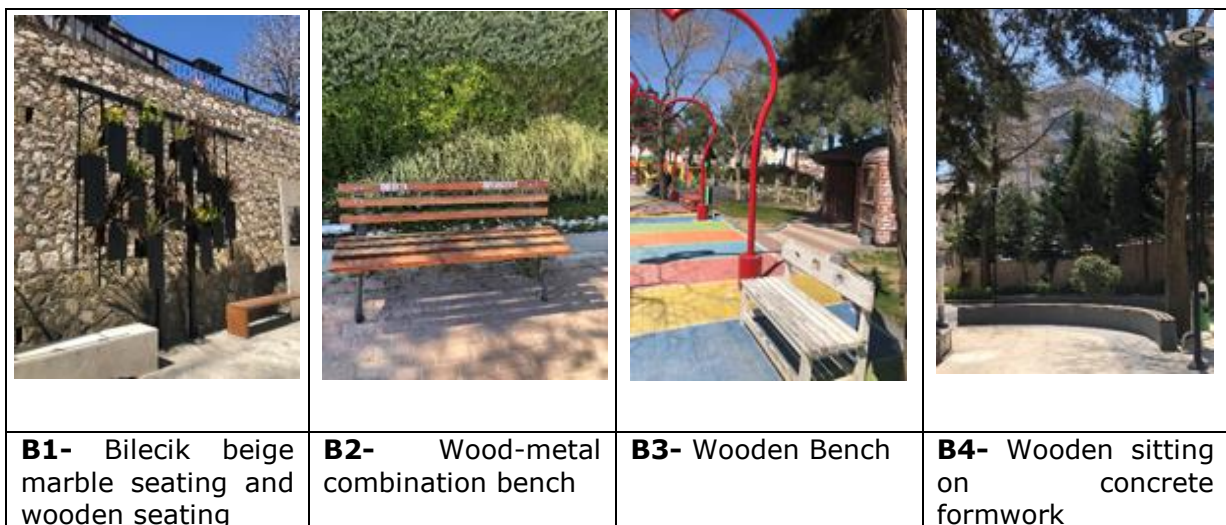 B1- Bilecik beige
marble seating and
wooden seating
B2- Wood-metal
combination bench
B3- Wooden Bench
B4- Wooden sitting
on concrete
formwork